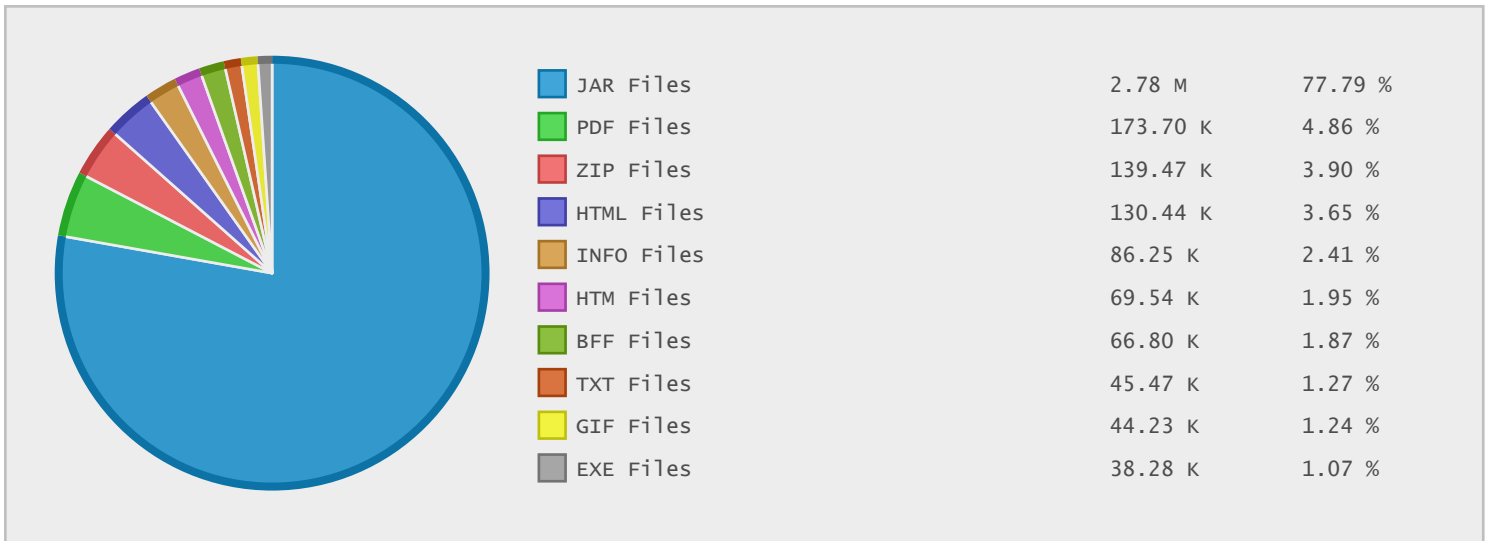 JAR Files 2.78 M 77.79 %
PDF Files 173.70 K 4.86 %
ZIP Files 139.47 K 3.90 %
HTML Files 130.44 K 3.65 %
INFO Files 86.25 K 2.41 %
HTM Files 69.54 K 1.95 %
BFF Files 66.80 K 1.87 %
TXT Files 45.47 K 1.27 %
GIF Files 44.23 K 1.24 %
EXE Files 38.28 K 1.07 %